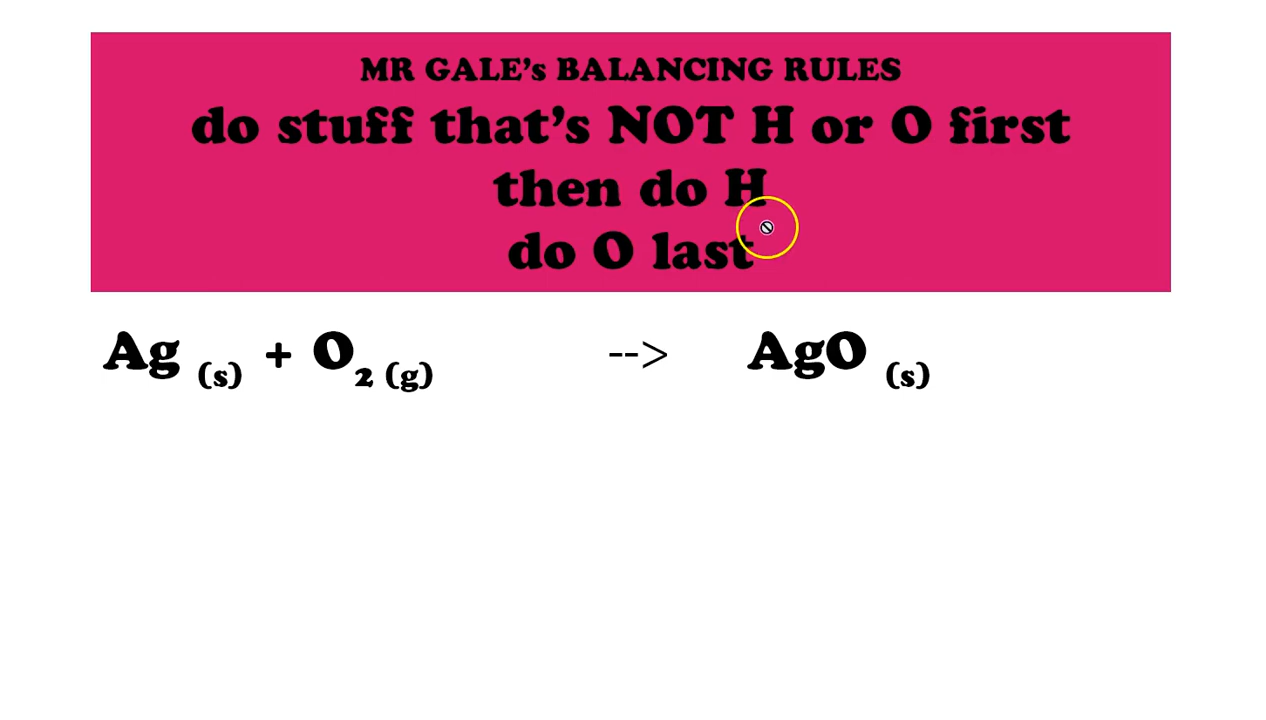 MR GALE's BALANCING RULES
do stuff that's NOT H or O first
then do H
do O last
Ag (s) + O2 (g) --> AgO (s)